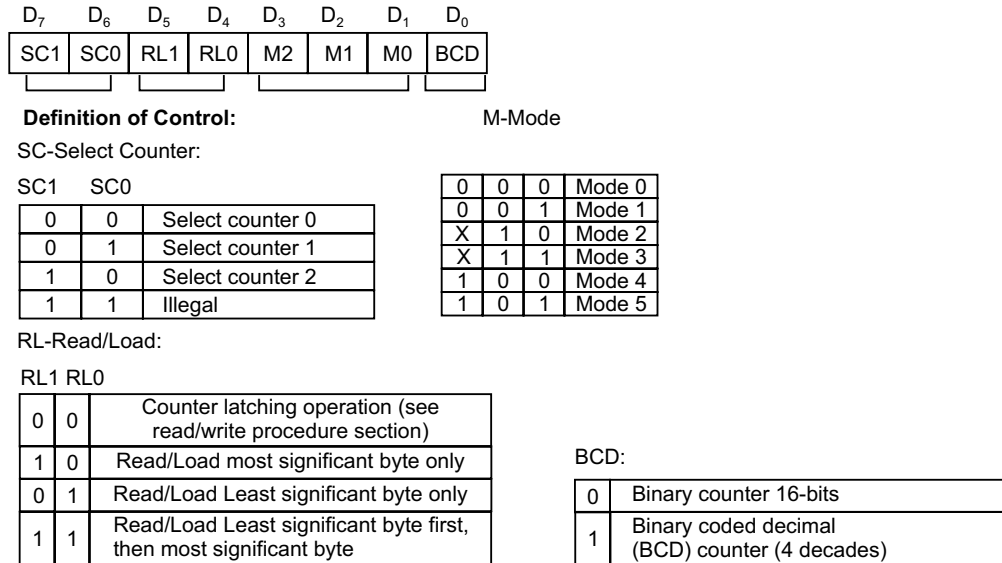 D7 D6 D5 D4 D3 D2 D1 D0
SC1 SC0 RL1 RL0 M2 M1 M0 BCD
Definition of Control:
M-Mode
SC-Select Counter:
SC1 SC0
0 0 Select counter 0
0 1 Select counter 1
1 0 Select counter 2
1 1 Illegal
0 0 0 Mode 0
0 0 1 Mode 1
X 1 0 Mode 2
X 1 1 Mode 3
1 0 0 Mode 4
1 0 1 Mode 5
RL-Read/Load:
RL1 RL0
0 0 Counter latching operation (see
read/write procedure section)
1 0 Read/Load most significant byte only
0 1 Read/Load Least significant byte only
1 1 Read/Load Least significant byte first,
then most significant byte
BCD:
0 Binary counter 16-bits
1 Binary coded decimal
(BCD) counter (4 decades)